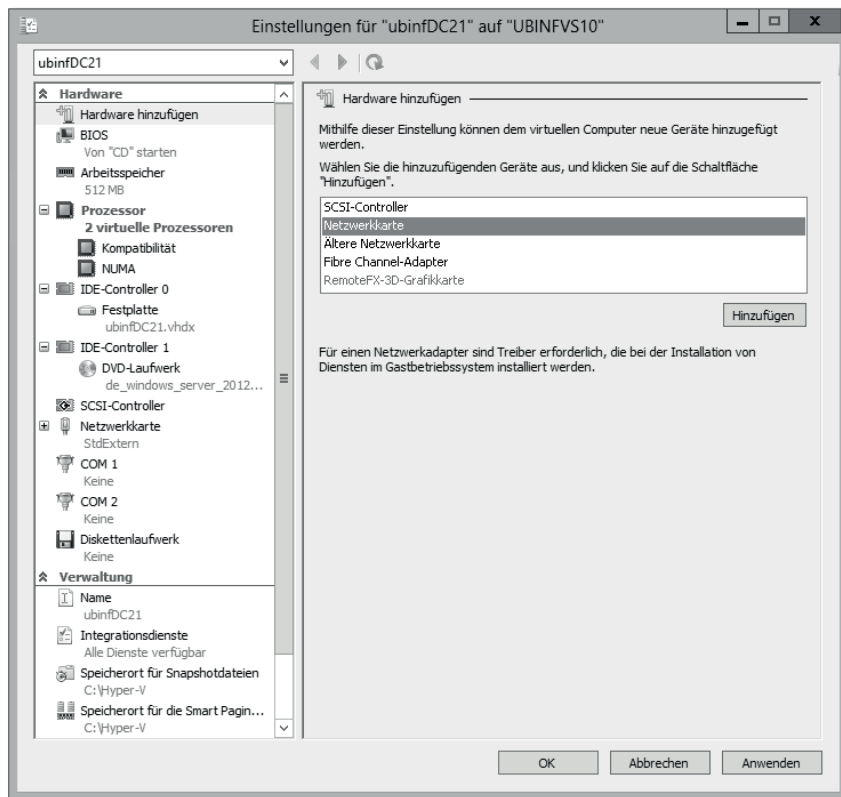 Einstellungen für "ubinfDC21" auf "UBINFVS10"
ubinfDC21
Hardware
Hardware hinzufügen
BIOS
Von "CD" starten
Arbeitsspeicher
512 MB
Prozessor
2 virtuelle Prozessoren
Kompatibilität
NUMA
IDE-Controller 0
Festplatte
ubinfDC21.vhdx
IDE-Controller 1
DVD-Laufwerk
de_windows_server_2012...
SCSI-Controller
Netzwerkkarte
StdExtern
COM 1
Keine
COM 2
Keine
Diskettenlaufwerk
Keine
Verwaltung
Name
ubinfDC21
Integrationsdienste
Alle Dienste verfügbar
Speicherort für Snapshotdateien
C:\Hyper-V
Speicherort für die Smart Pagin...
C:\Hyper-V
Hardware hinzufügen
Mithilfe dieser Einstellung können dem virtuellen Computer neue Geräte hinzugefügt
werden.
Wählen Sie die hinzuzufügenden Geräte aus, und klicken Sie auf die Schaltfläche
"Hinzufügen".
SCSI-Controller
Netzwerkkarte
Ältere Netzwerkkarte
Fibre Channel-Adapter
RemoteFX-3D-Grafikkarte
Hinzufügen
Für einen Netzwerkadapter sind Treiber erforderlich, die bei der Installation von
Diensten im Gastbetriebssystem installiert werden.
OK
Abbrechen
Anwenden